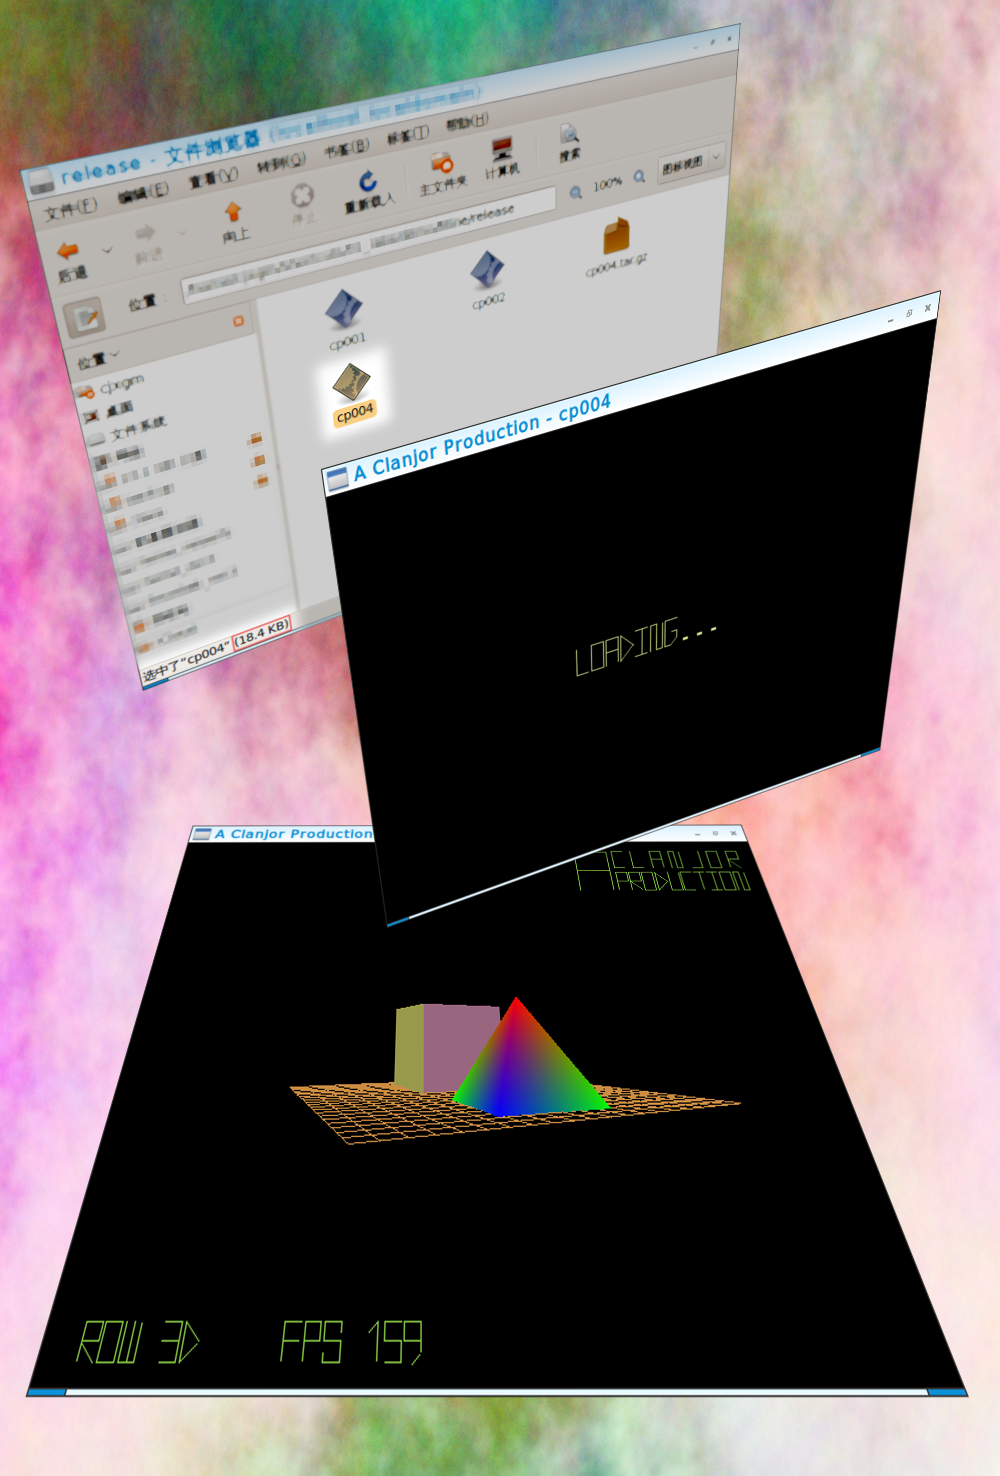 release - 文件浏览器
文件(F) 编辑(E) 查看(V) 转到(G) 书签(B) 标签(T) 帮助(H)
后退 前进 向上 停止 重新载入 主文件夹 计算机 搜索
位置: line/release 100% 图标视图
位置
cjxgm
桌面
文件系统
cp001
cp002
cp004.tar.gz
cp004
选中了“cp004” (18.4 KB)
A Clanjor Production - cp004
LOADING...
A Clanjor Production
A CLANJOR
PRODUCTION
ROW 3D FPS 159